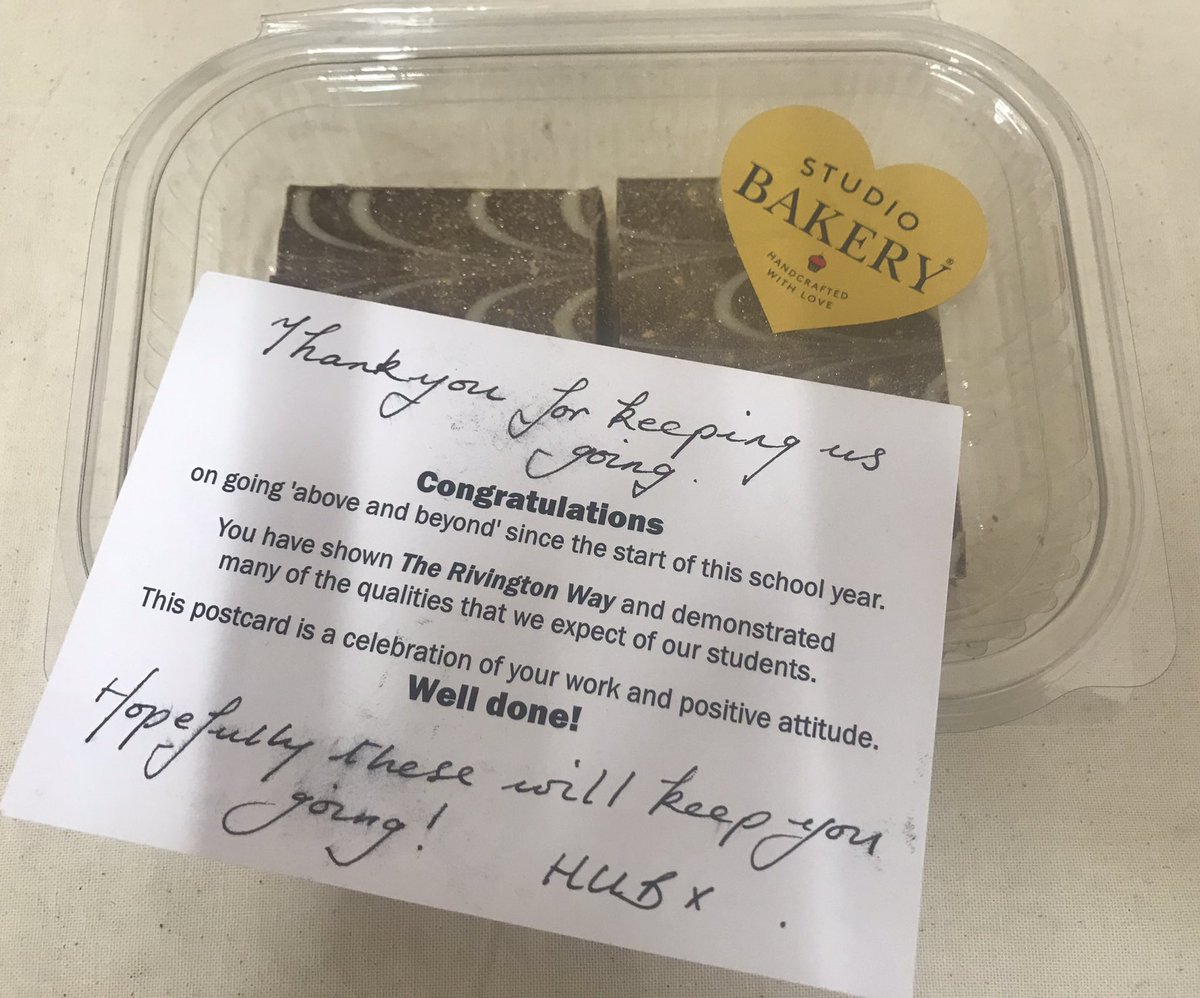 STUDIO
BAKERY®
HANDCRAFTED
WITH LOVE
Thankyou for keeping us
going.
Congratulations
on going 'above and beyond' since the start of this school year.
You have shown The Rivington Way and demonstrated
many of the qualities that we expect of our students.
This postcard is a celebration of your work and positive attitude.
Well done!
Hopefully these will keep you
going!
HUB x